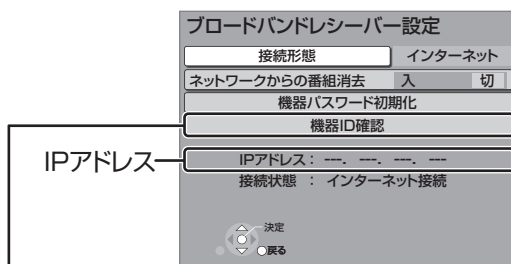 ブロードバンドレシーバー設定
接続形態 インターネット
ネットワークからの番組消去 入 切
機器パスワード初期化
機器ID確認
IPアドレス
IPアドレス： ---. ---. ---. ---
接続状態 ： インターネット接続
決定
戻る